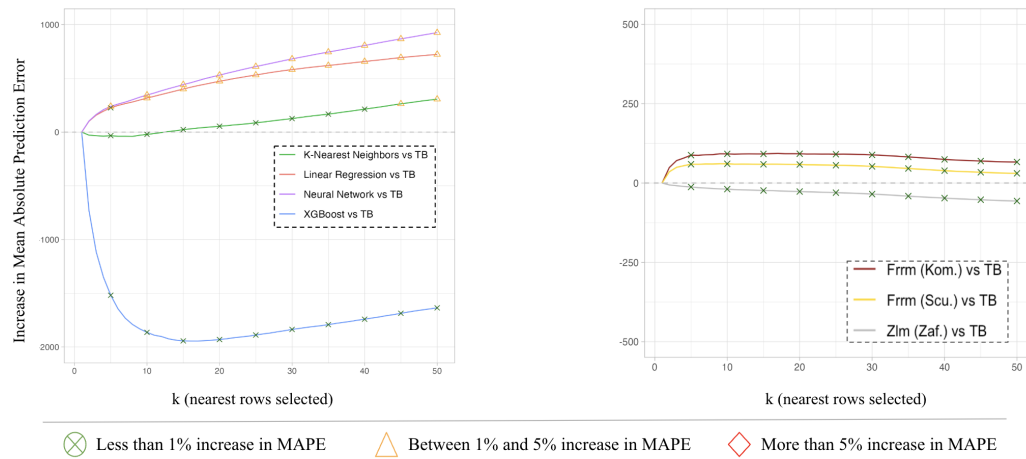 Increase in Mean Absolute Prediction Error
1000
0
-1000
2000
K-Nearest Neighbors vs TB
Linear Regression vs TB
Neural Network vs TB
XGBoost vs TB
0 10 20 30 40 50
k (nearest rows selected)
500
250
0
-250
-500
Frrm (Kom.) vs TB
Frrm (Scu.) vs TB
Zlm (Zaf.) vs TB
0 10 20 30 40 50
k (nearest rows selected)
Less than 1% increase in MAPE
Between 1% and 5% increase in MAPE
More than 5% increase in MAPE